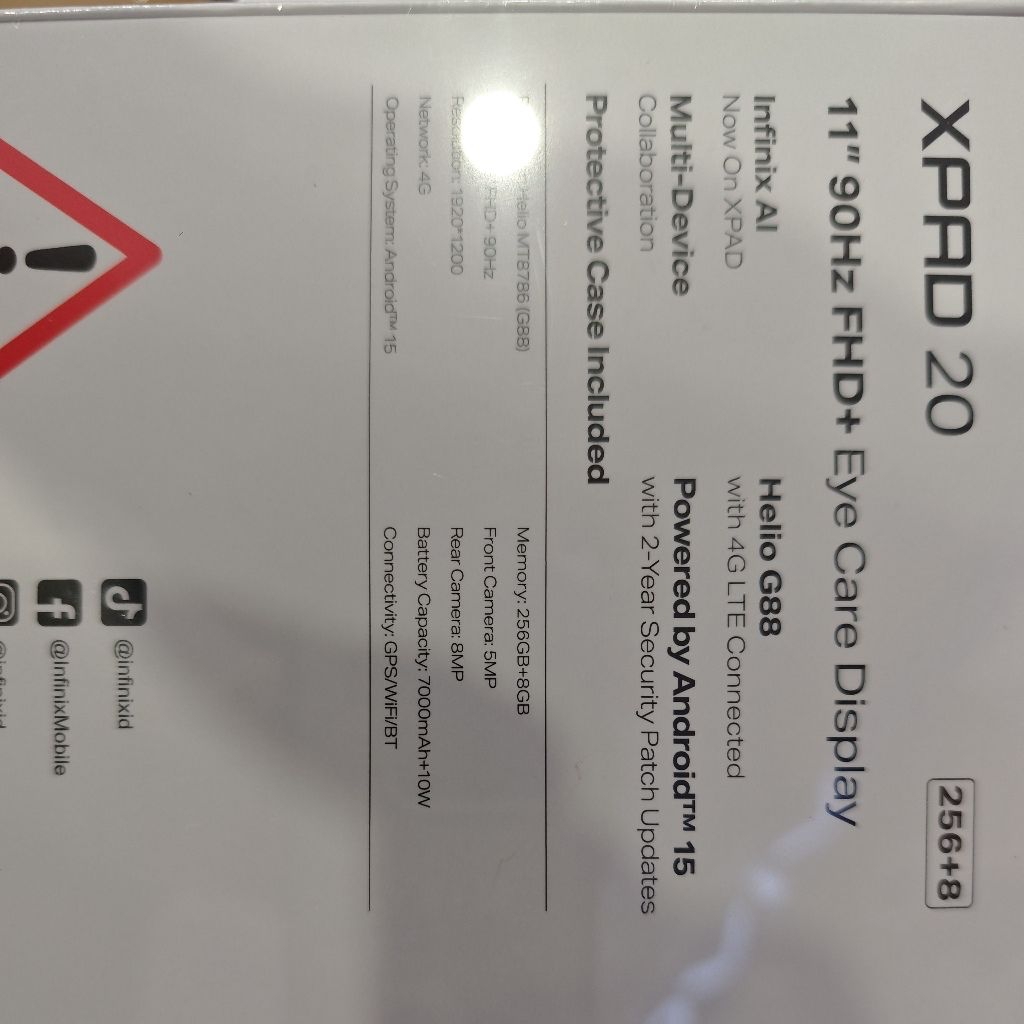 XPAD 20
256+8
11" 90Hz FHD+ Eye Care Display
Infinix AI
Now On XPAD
Helio G88
with 4G LTE Connected
Multi-Device
Collaboration
Powered by Android™ 15
with 2-Year Security Patch Updates
Protective Case Included
Helio MT8786 (G88)
Memory: 256GB+8GB
FHD+ 90Hz
Front Camera: 5MP
Resolution: 1920*1200
Rear Camera: 8MP
Network: 4G
Battery Capacity: 7000mAh+10W
Operating System: Android™ 15
Connectivity: GPS/WiFi/BT
@infinixid
@InfinixMobile